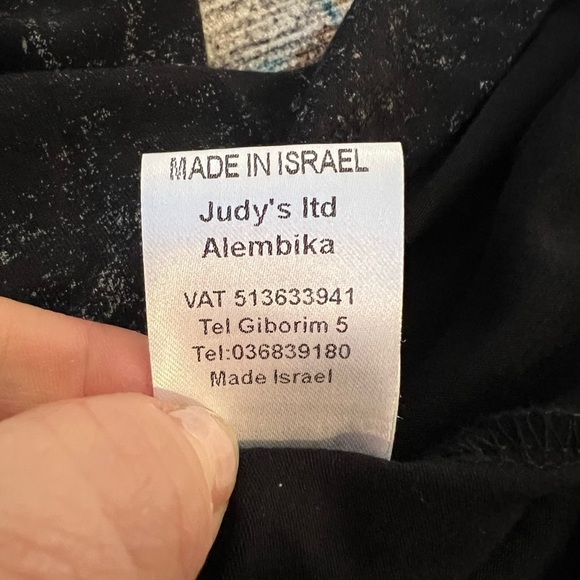 MADE IN ISRAEL
Judy's ltd
Alembika
VAT 513633941
Tel Giborim 5
Tel:036839180
Made Israel